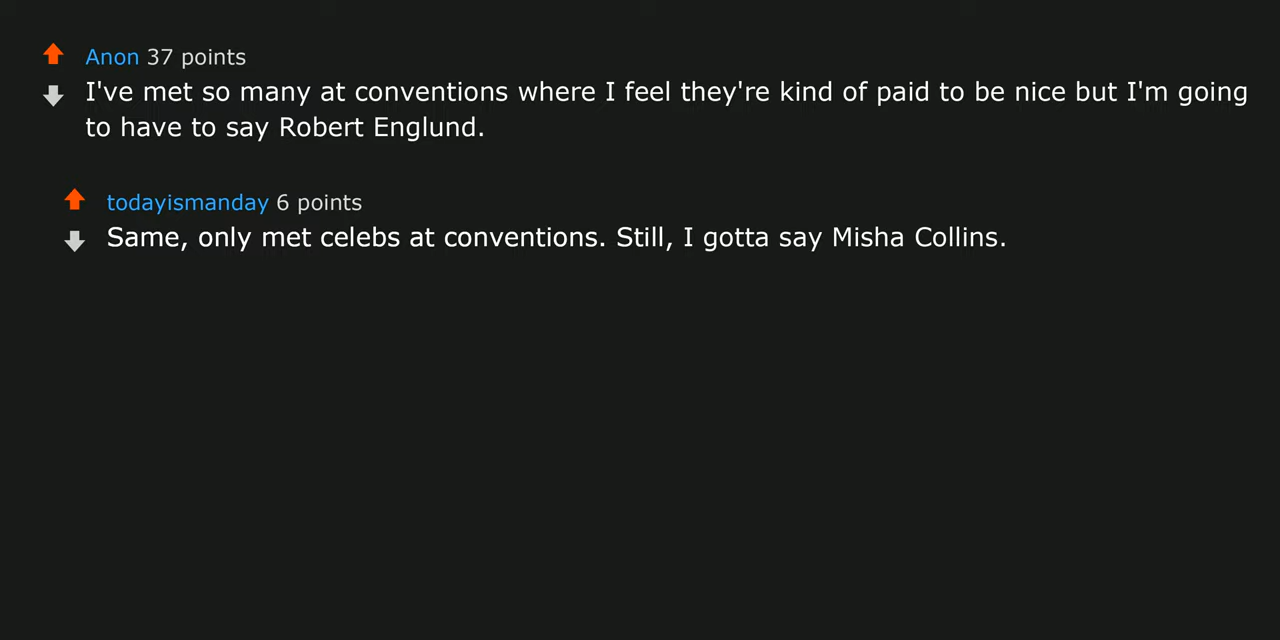 Anon 37 points
I've met so many at conventions where I feel they're kind of paid to be nice but I'm going
to have to say Robert Englund.
todayismanday 6 points
Same, only met celebs at conventions. Still, I gotta say Misha Collins.